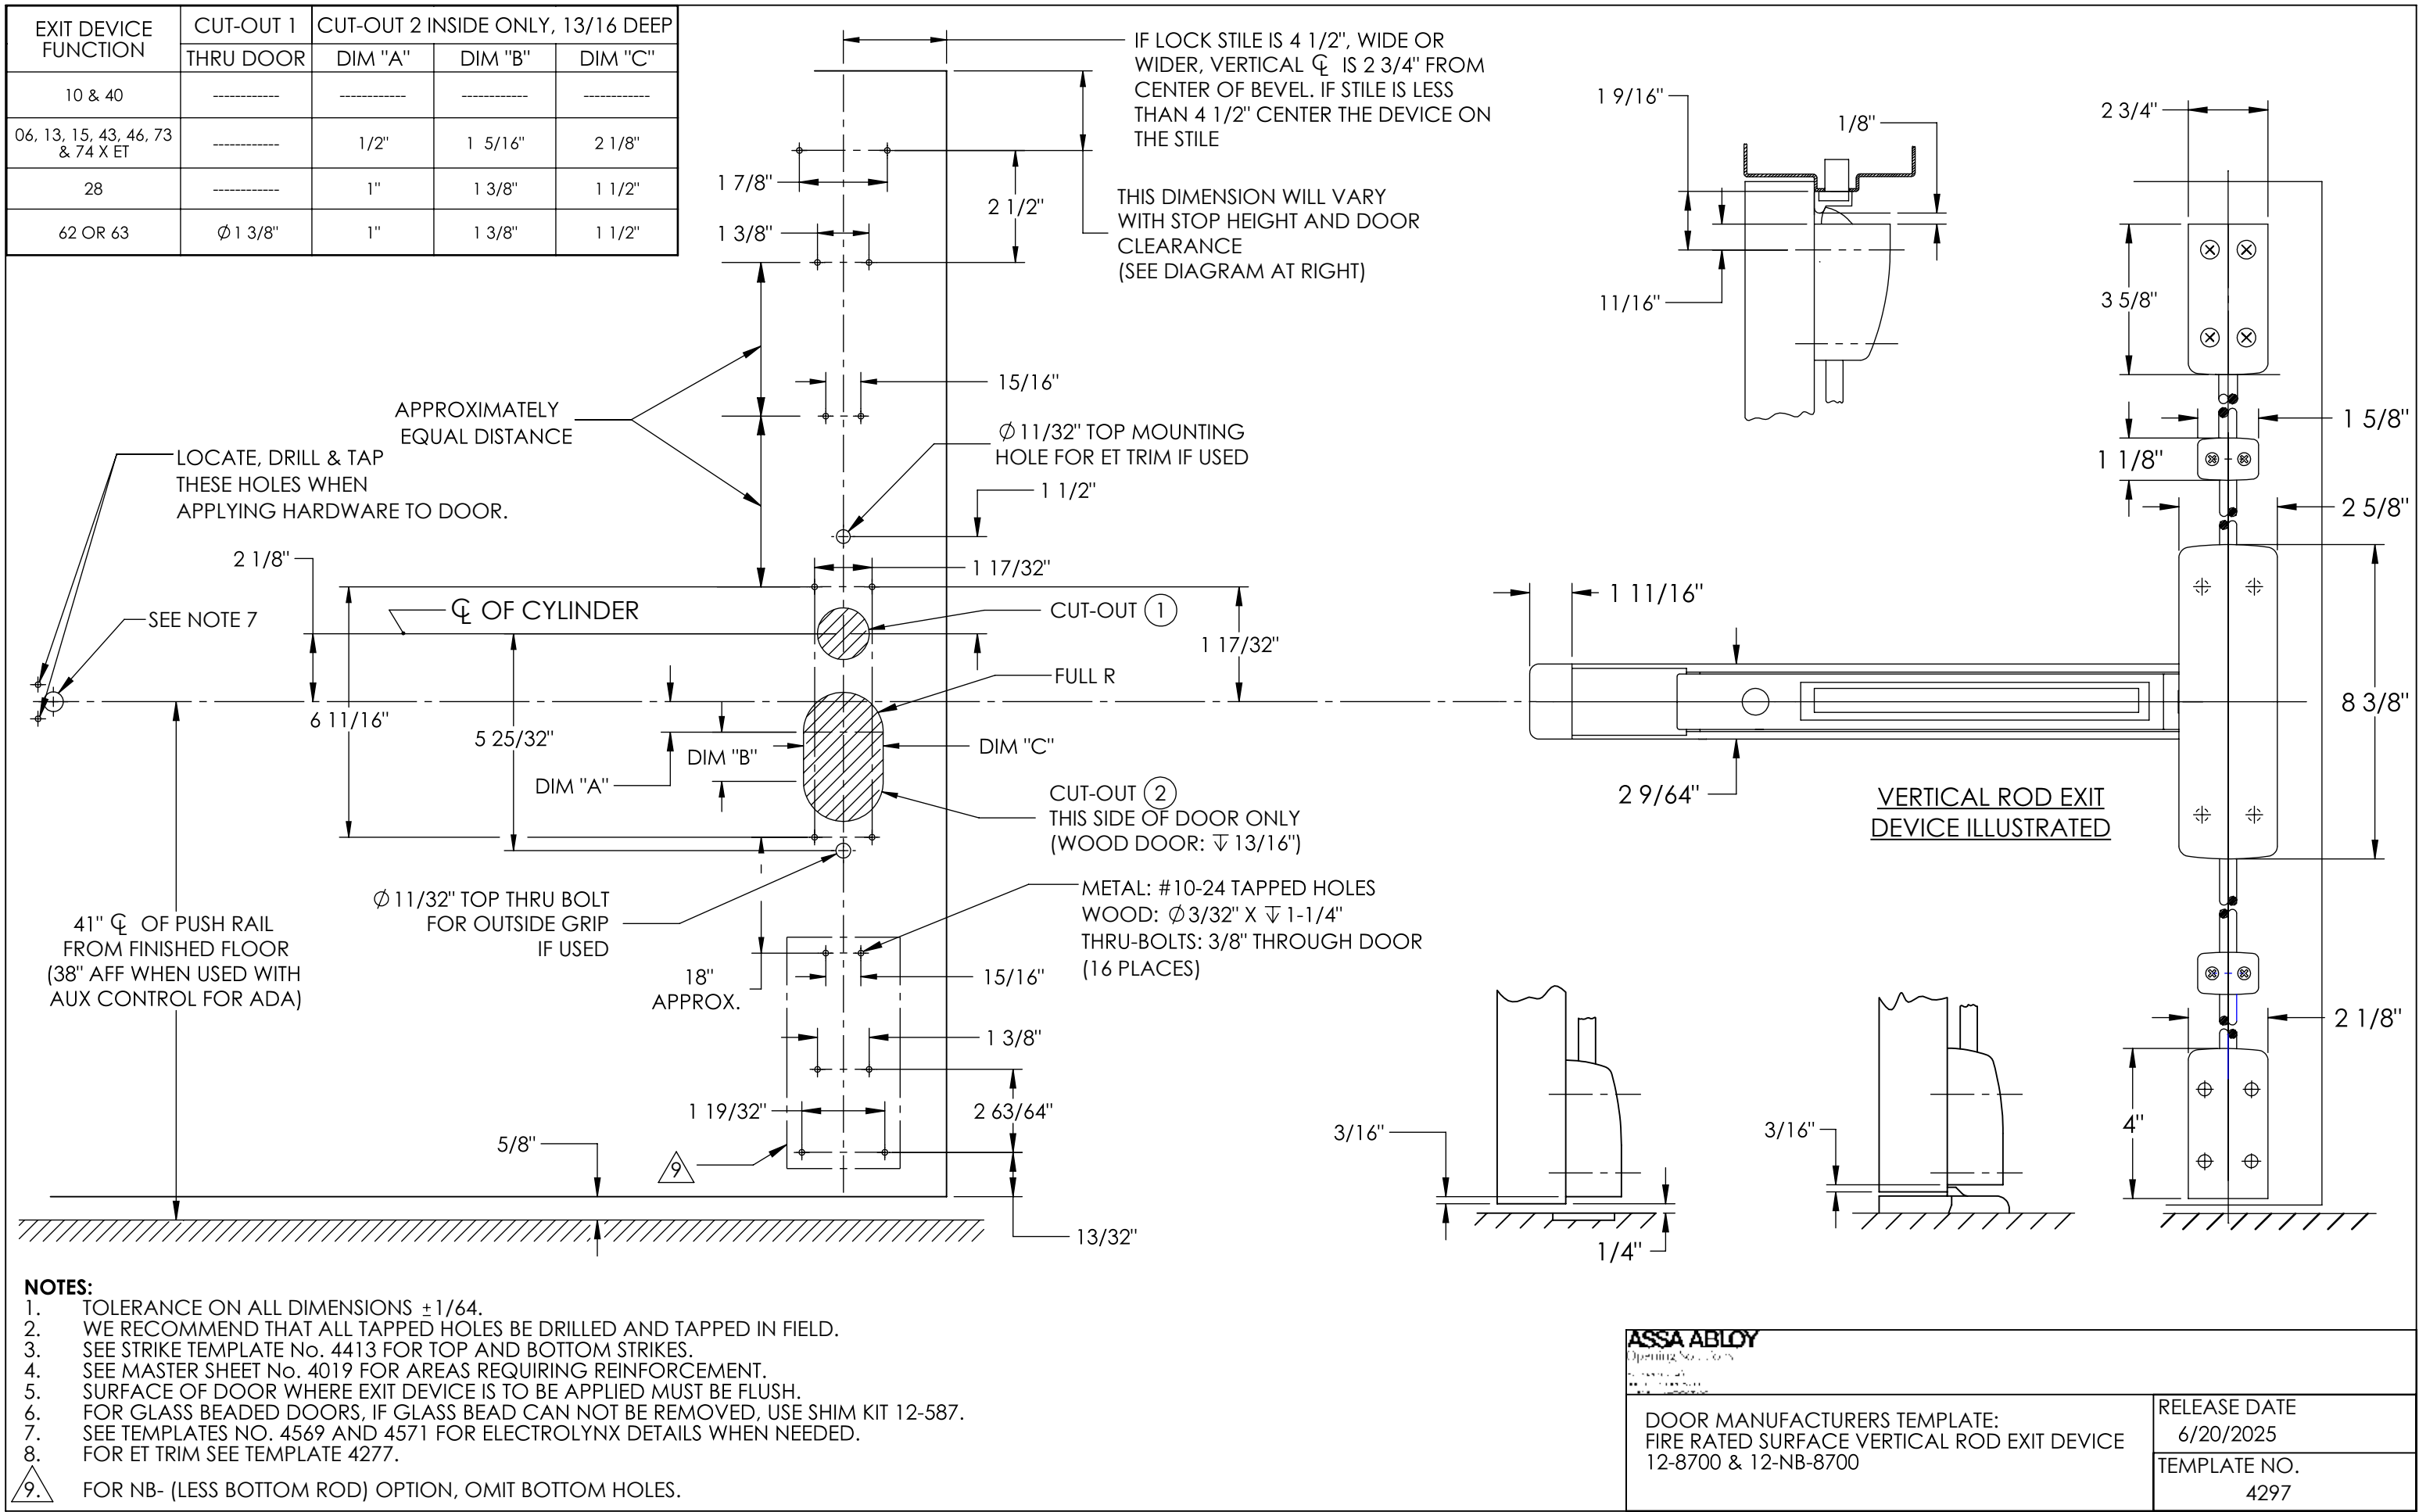 EXIT DEVICE
FUNCTION
CUT-OUT 1
CUT-OUT 2 INSIDE ONLY, 13/16 DEEP
THRU DOOR
DIM "A"
DIM "B"
DIM "C"
10 & 40
------------
------------
------------
------------
06, 13, 15, 43, 46, 73
& 74 X ET
------------
1/2"
1 5/16"
2 1/8"
28
------------
1"
1 3/8"
1 1/2"
62 OR 63
∅1 3/8"
1"
1 3/8"
1 1/2"
IF LOCK STILE IS 4 1/2", WIDE OR
WIDER, VERTICAL ℄ IS 2 3/4" FROM
CENTER OF BEVEL. IF STILE IS LESS
THAN 4 1/2" CENTER THE DEVICE ON
THE STILE
1 7/8"
2 1/2"
1 3/8"
THIS DIMENSION WILL VARY
WITH STOP HEIGHT AND DOOR
CLEARANCE
(SEE DIAGRAM AT RIGHT)
1 9/16"
1/8"
11/16"
2 3/4"
3 5/8"
1 5/8"
1 1/8"
2 5/8"
15/16"
APPROXIMATELY
EQUAL DISTANCE
∅11/32" TOP MOUNTING
HOLE FOR ET TRIM IF USED
LOCATE, DRILL & TAP
THESE HOLES WHEN
APPLYING HARDWARE TO DOOR.
1 1/2"
2 1/8"
1 17/32"
℄ OF CYLINDER
CUT-OUT 1
SEE NOTE 7
1 17/32"
1 11/16"
FULL R
6 11/16"
5 25/32"
8 3/8"
DIM "B"
DIM "C"
DIM "A"
CUT-OUT 2
THIS SIDE OF DOOR ONLY
(WOOD DOOR: ↧ 13/16")
2 9/64"
VERTICAL ROD EXIT
DEVICE ILLUSTRATED
∅11/32" TOP THRU BOLT
FOR OUTSIDE GRIP
IF USED
METAL: #10-24 TAPPED HOLES
WOOD: ∅3/32" X ↧ 1-1/4"
THRU-BOLTS: 3/8" THROUGH DOOR
(16 PLACES)
41" ℄ OF PUSH RAIL
FROM FINISHED FLOOR
(38" AFF WHEN USED WITH
AUX CONTROL FOR ADA)
18"
APPROX.
15/16"
1 3/8"
2 1/8"
1 19/32"
2 63/64"
5/8"
9
3/16"
3/16"
4"
13/32"
1/4"
NOTES:
1. TOLERANCE ON ALL DIMENSIONS ±1/64.
2. WE RECOMMEND THAT ALL TAPPED HOLES BE DRILLED AND TAPPED IN FIELD.
3. SEE STRIKE TEMPLATE No. 4413 FOR TOP AND BOTTOM STRIKES.
4. SEE MASTER SHEET No. 4019 FOR AREAS REQUIRING REINFORCEMENT.
5. SURFACE OF DOOR WHERE EXIT DEVICE IS TO BE APPLIED MUST BE FLUSH.
6. FOR GLASS BEADED DOORS, IF GLASS BEAD CAN NOT BE REMOVED, USE SHIM KIT 12-587.
7. SEE TEMPLATES NO. 4569 AND 4571 FOR ELECTROLYNX DETAILS WHEN NEEDED.
8. FOR ET TRIM SEE TEMPLATE 4277.
9. FOR NB- (LESS BOTTOM ROD) OPTION, OMIT BOTTOM HOLES.
ASSA ABLOY
Opening
DOOR MANUFACTURERS TEMPLATE:
FIRE RATED SURFACE VERTICAL ROD EXIT DEVICE
12-8700 & 12-NB-8700
RELEASE DATE
6/20/2025
TEMPLATE NO.
4297